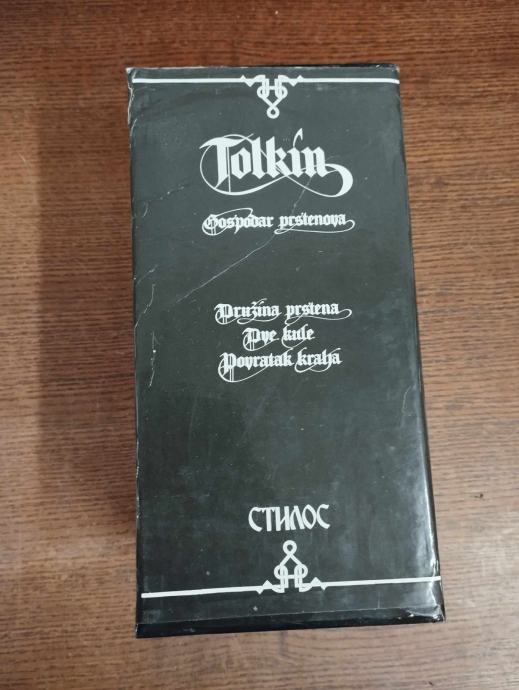 Tolkin
Gospodar prstenova
Družina prstena
Dve kule
Povratak kralja
СТИЛОС